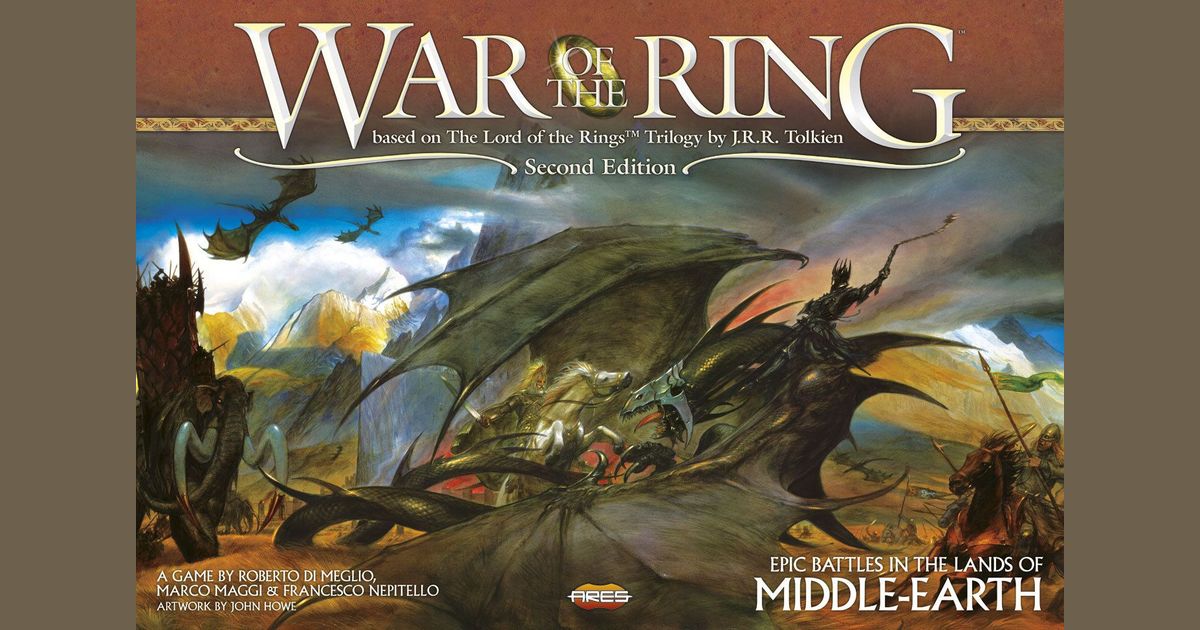 WAR OF THE RING™
based on The Lord of the Rings™ Trilogy by J.R.R. Tolkien
Second Edition
A GAME BY ROBERTO DI MEGLIO,
MARCO MAGGI & FRANCESCO NEPITELLO
ARTWORK BY JOHN HOWE
ARES
EPIC BATTLES IN THE LANDS OF
MIDDLE-EARTH